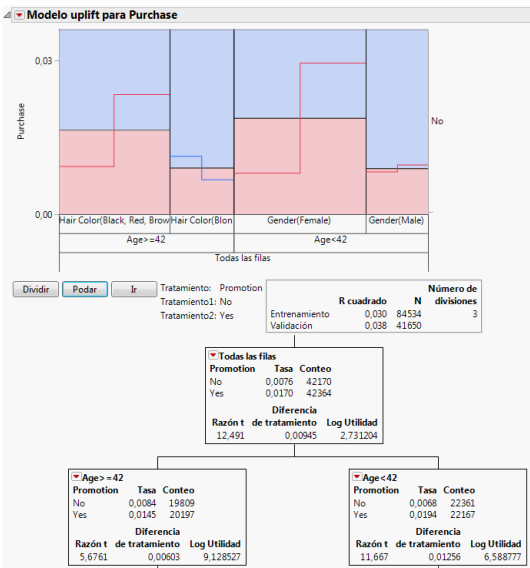 Modelo uplift para Purchase
0,03
Purchase
No
0,00
Hair Color(Black, Red, Brow Hair Color(Blon Gender(Female) Gender(Male)
Age>=42 Age<42
Todas las filas
Dividir Podar Ir
Tratamiento: Promotion
Tratamiento1: No
Tratamiento2: Yes
Número de
R cuadrado N divisiones
Entrenamiento 0,030 84534 3
Validación 0,038 41650
Todas las filas
Promotion Tasa Conteo
No 0,0076 42170
Yes 0,0170 42364
Diferencia
Razón t de tratamiento Log Utilidad
12,491 0,00945 2,731204
Age>=42
Promotion Tasa Conteo
No 0,0084 19809
Yes 0,0145 20197
Diferencia
Razón t de tratamiento Log Utilidad
5,6761 0,00603 9,128527
Age<42
Promotion Tasa Conteo
No 0,0068 22361
Yes 0,0194 22167
Diferencia
Razón t de tratamiento Log Utilidad
11,667 0,01256 6,588777